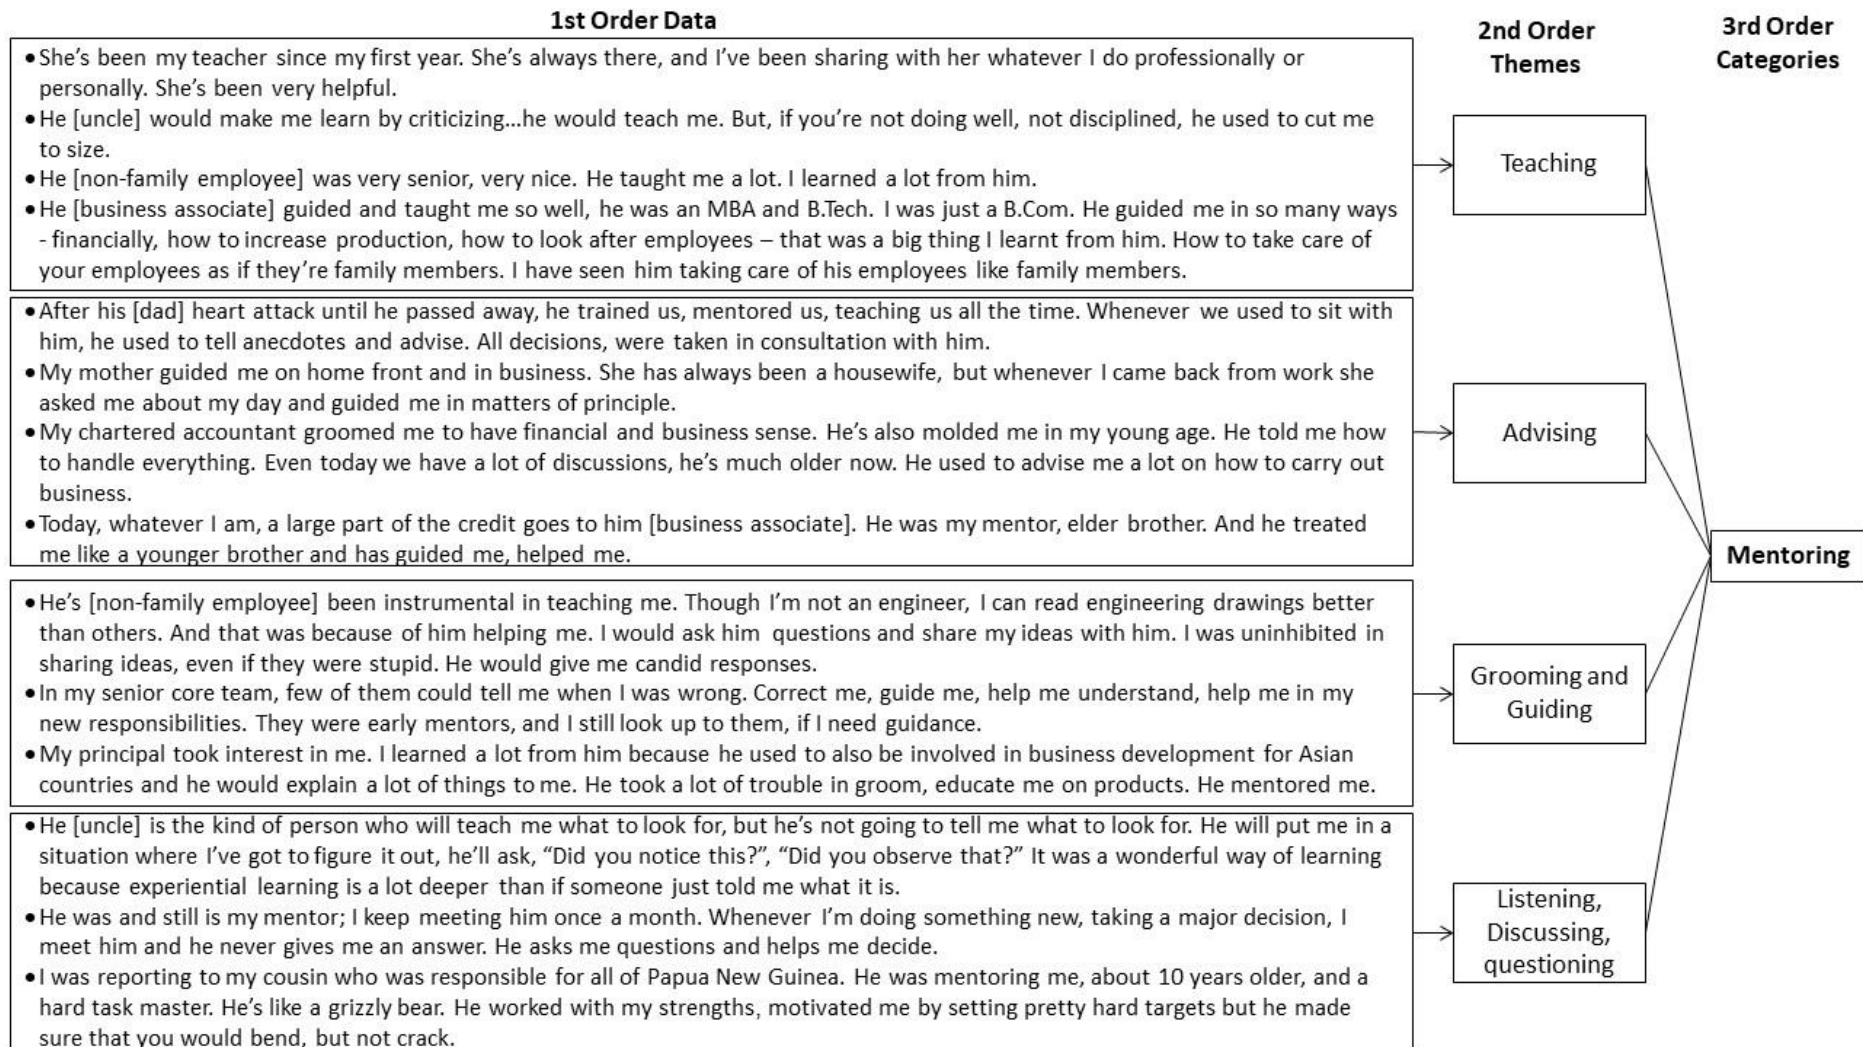 1st Order Data
2nd Order
Themes
3rd Order
Categories
•She's been my teacher since my first year. She's always there, and I've been sharing with her whatever I do professionally or
personally. She's been very helpful.
•He [uncle] would make me learn by criticizing...he would teach me. But, if you're not doing well, not disciplined, he used to cut me
to size.
•He [non-family employee] was very senior, very nice. He taught me a lot. I learned a lot from him.
•He [business associate] guided and taught me so well, he was an MBA and B.Tech. I was just a B.Com. He guided me in so many ways
- financially, how to increase production, how to look after employees – that was a big thing I learnt from him. How to take care of
your employees as if they're family members. I have seen him taking care of his employees like family members.
Teaching
•After his [dad] heart attack until he passed away, he trained us, mentored us, teaching us all the time. Whenever we used to sit with
him, he used to tell anecdotes and advise. All decisions, were taken in consultation with him.
•My mother guided me on home front and in business. She has always been a housewife, but whenever I came back from work she
asked me about my day and guided me in matters of principle.
•My chartered accountant groomed me to have financial and business sense. He's also molded me in my young age. He told me how
to handle everything. Even today we have a lot of discussions, he's much older now. He used to advise me a lot on how to carry out
business.
•Today, whatever I am, a large part of the credit goes to him [business associate]. He was my mentor, elder brother. And he treated
me like a younger brother and has guided me, helped me.
Advising
Mentoring
•He's [non-family employee] been instrumental in teaching me. Though I'm not an engineer, I can read engineering drawings better
than others. And that was because of him helping me. I would ask him questions and share my ideas with him. I was uninhibited in
sharing ideas, even if they were stupid. He would give me candid responses.
•In my senior core team, few of them could tell me when I was wrong. Correct me, guide me, help me understand, help me in my
new responsibilities. They were early mentors, and I still look up to them, if I need guidance.
•My principal took interest in me. I learned a lot from him because he used to also be involved in business development for Asian
countries and he would explain a lot of things to me. He took a lot of trouble in groom, educate me on products. He mentored me.
Grooming and
Guiding
•He [uncle] is the kind of person who will teach me what to look for, but he's not going to tell me what to look for. He will put me in a
situation where I've got to figure it out, he'll ask, "Did you notice this?", "Did you observe that?" It was a wonderful way of learning
because experiential learning is a lot deeper than if someone just told me what it is.
•He was and still is my mentor; I keep meeting him once a month. Whenever I'm doing something new, taking a major decision, I
meet him and he never gives me an answer. He asks me questions and helps me decide.
•I was reporting to my cousin who was responsible for all of Papua New Guinea. He was mentoring me, about 10 years older, and a
hard task master. He's like a grizzly bear. He worked with my strengths, motivated me by setting pretty hard targets but he made
sure that you would bend, but not crack.
Listening,
Discussing,
questioning